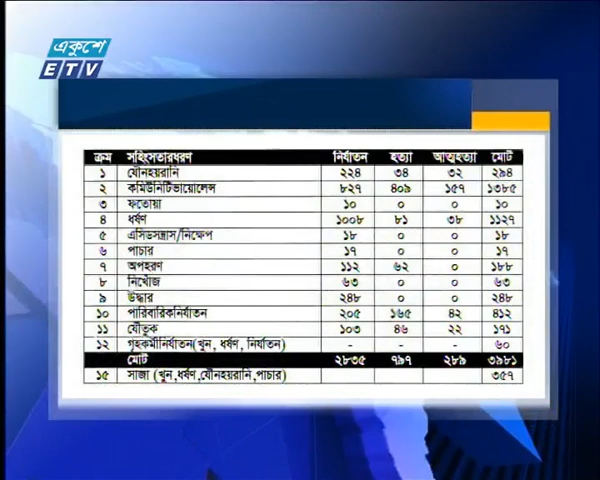 একুশে
ETV
ক্রম সহিংসতারধরণ নির্যাতন হত্যা আত্মহত্যা মোট
১ যৌনহয়রানি ২২৪ ৩৪ ৩২ ২৯৪
২ কমিউনিটিভায়োলেন্স ৮২৭ ৪০৯ ১৫৭ ১৩৮৫
৩ ফতোয়া ১০ ০ ০ ১০
৪ ধর্ষণ ১০০৮ ৮১ ৩৮ ১১২৭
৫ এসিডসন্ত্রাস/নিক্ষেপ ১৮ ০ ০ ১৮
৬ পাচার ১৭ ০ ০ ১৭
৭ অপহরণ ১১২ ৬২ ০ ১৮৮
৮ নিখোঁজ ৬৩ ০ ০ ৬৩
৯ উদ্ধার ২৪৮ ০ ০ ২৪৮
১০ পারিবারিকনির্যাতন ২০৫ ১৬৫ ৪২ ৪১২
১১ যৌতুক ১০৩ ৪৬ ২২ ১৭১
১২ গৃহকর্মীনির্যাতন(খুন, ধর্ষণ, নির্যাতন) - - - ৬০
মোট ২৮৩৫ ৭৯৭ ২৮৯ ৩৯৮১
১৫ সাজা (খুন,ধর্ষণ,যৌনহয়রানি,পাচার) ৩৫৭